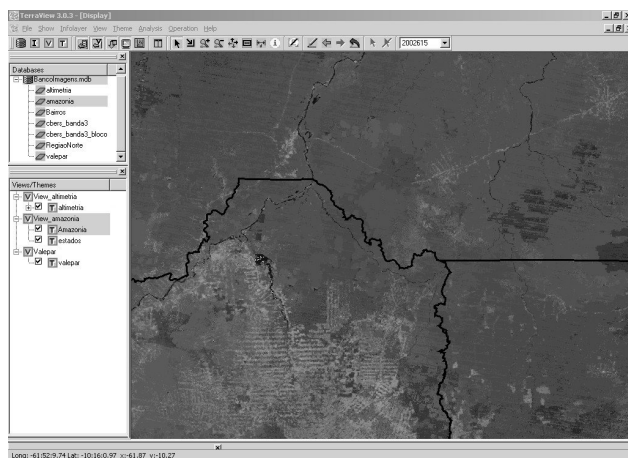 TerraView 3.0.3 - [Display]
File Show Infolayer View Theme Analysis Operation Help
I V T 2002615
Databases
BancoImagens.mdb
altimetria
amazonia
Bairros
cbers_banda3
cbers_banda3_bloco
RegiaoNorte
valepar
Views/Themes
V View_altimetria
T altimetria
V View_amazonia
T Amazonia
T estados
V Valepar
T valepar
Long: -61:52:9.74 Lat: -10:16:0.97 x:-61.87 y:-10.27